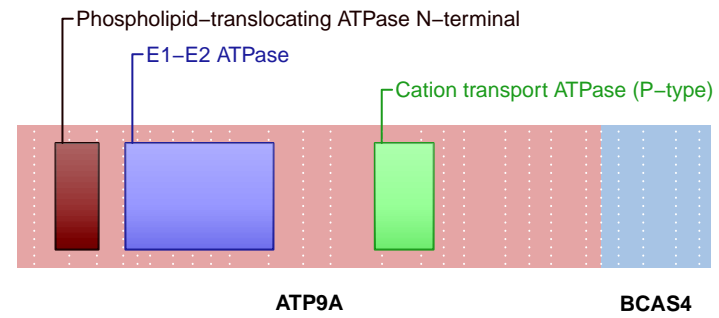 Phospholipid−translocating ATPase N−terminal
E1−E2 ATPase
Cation transport ATPase (P−type)
ATP9A
BCAS4